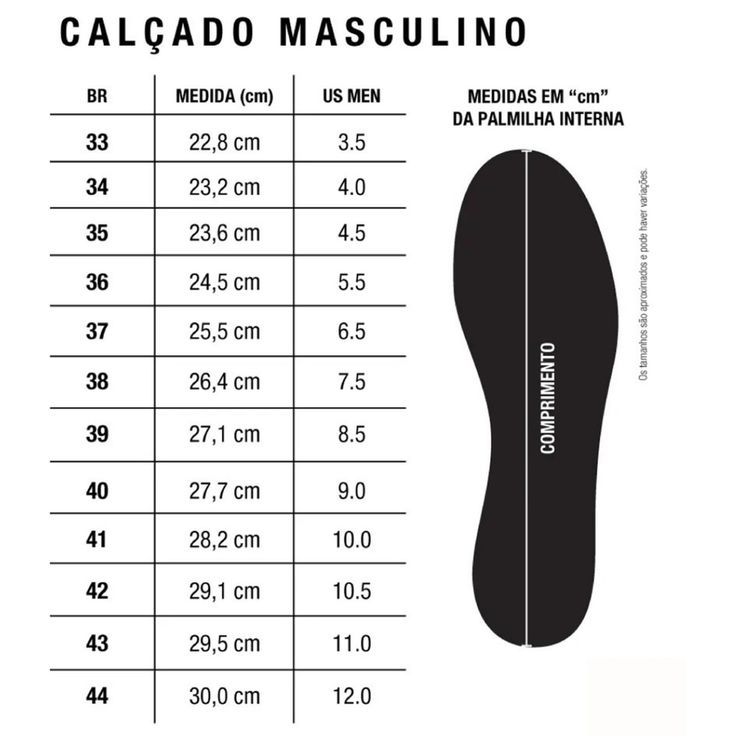 CALÇADO MASCULINO
BR MEDIDA (cm) US MEN
33 22,8 cm 3.5
34 23,2 cm 4.0
35 23,6 cm 4.5
36 24,5 cm 5.5
37 25,5 cm 6.5
38 26,4 cm 7.5
39 27,1 cm 8.5
40 27,7 cm 9.0
41 28,2 cm 10.0
42 29,1 cm 10.5
43 29,5 cm 11.0
44 30,0 cm 12.0
MEDIDAS EM “cm”
DA PALMILHA INTERNA
COMPRIMENTO
Os tamanhos são aproximados e pode haver variações.